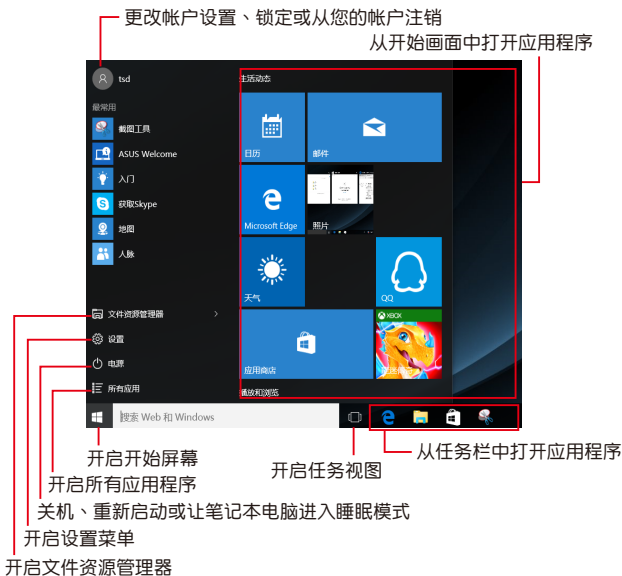 更改帐户设置、锁定或从您的帐户注销
从开始画面中打开应用程序
tsd
生活动态
最常用
截图工具
ASUS Welcome
入门
获取Skype
地图
人脉
日历
邮件
Microsoft Edge
照片
天气
QQ
XBOX
应用商店
播放和浏览
文件资源管理器
设置
电源
所有应用
搜索 Web 和 Windows
开启开始屏幕
开启任务视图
从任务栏中打开应用程序
开启所有应用程序
关机、重新启动或让笔记本电脑进入睡眠模式
开启设置菜单
开启文件资源管理器